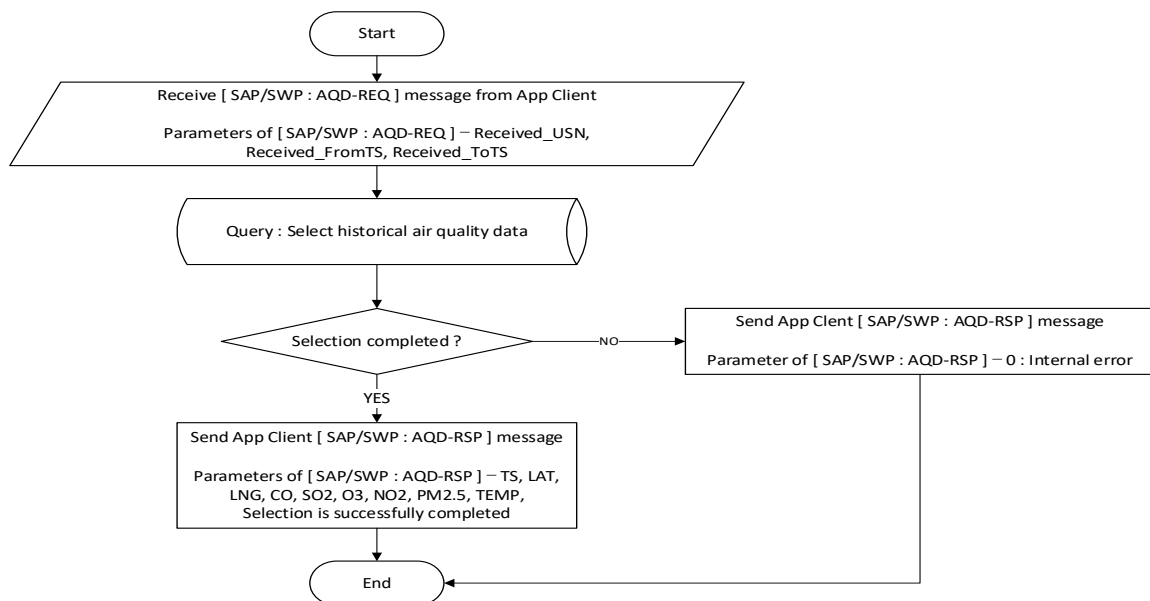 Start
Receive [ SAP/SWP : AQD-REQ ] message from App Client
Parameters of [ SAP/SWP : AQD-REQ ] – Received_USN,
Received_FromTS, Received_ToTS
Query : Select historical air quality data
Selection completed ?
NO
Send App Clent [ SAP/SWP : AQD-RSP ] message
Parameter of [ SAP/SWP : AQD-RSP ] – 0 : Internal error
YES
Send App Client [ SAP/SWP : AQD-RSP ] message
Parameters of [ SAP/SWP : AQD-RSP ] – TS, LAT,
LNG, CO, SO2, O3, NO2, PM2.5, TEMP,
Selection is successfully completed
End